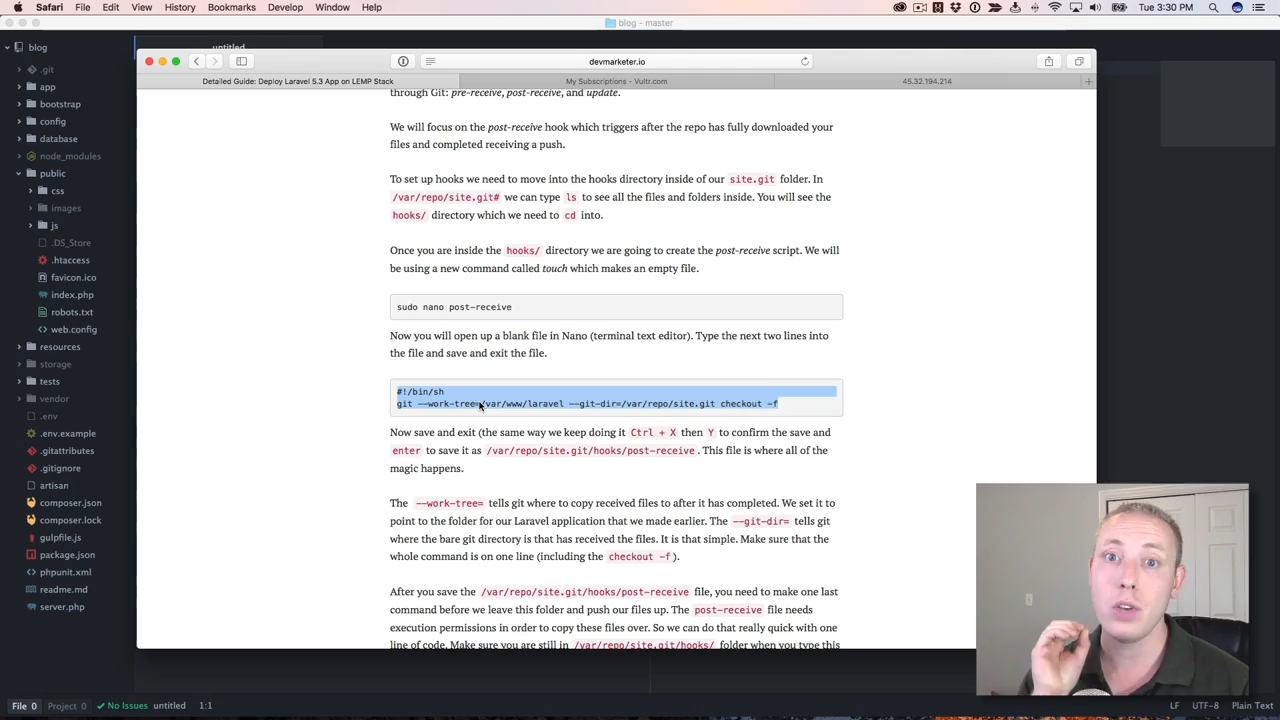 Safari File Edit View History Bookmarks Develop Window Help
Tue 3:30 PM
blog - master
blog
untitled
.git
app
bootstrap
config
database
node_modules
public
css
images
js
.DS_Store
.htaccess
favicon.ico
index.php
robots.txt
web.config
resources
storage
tests
vendor
.env
.env.example
.gitattributes
.gitignore
artisan
composer.json
composer.lock
gulpfile.js
package.json
phpunit.xml
readme.md
server.php
devmarketer.io
Detailed Guide: Deploy Laravel 5.3 App on LEMP Stack
My Subscriptions - Vultr.com
45.32.194.214
through Git: pre-receive, post-receive, and update.
We will focus on the post-receive hook which triggers after the repo has fully downloaded your
files and completed receiving a push.
To set up hooks we need to move into the hooks directory inside of our site.git folder. In
/var/repo/site.git# we can type ls to see all the files and folders inside. You will see the
hooks/ directory which we need to cd into.
Once you are inside the hooks/ directory we are going to create the post-receive script. We will
be using a new command called touch which makes an empty file.
sudo nano post-receive
Now you will open up a blank file in Nano (terminal text editor). Type the next two lines into
the file and save and exit the file.
#!/bin/sh
git --work-tree=/var/www/laravel --git-dir=/var/repo/site.git checkout -f
Now save and exit (the same way we keep doing it Ctrl + X then Y to confirm the save and
enter to save it as /var/repo/site.git/hooks/post-receive. This file is where all of the
magic happens.
The --work-tree= tells git where to copy received files to after it has completed. We set it to
point to the folder for our Laravel application that we made earlier. The --git-dir= tells git
where the bare git directory is that has received the files. It is that simple. Make sure that the
whole command is on one line (including the checkout -f).
After you save the /var/repo/site.git/hooks/post-receive file, you need to make one last
command before we leave this folder and push our files up. The post-receive file needs
execution permissions in order to copy these files over. So we can do that really quick with one
line of code. Make sure you are still in /var/repo/site.git/hooks/ folder when you type this
File 0 Project 0 No Issues untitled 1:1
LF UTF-8 Plain Text